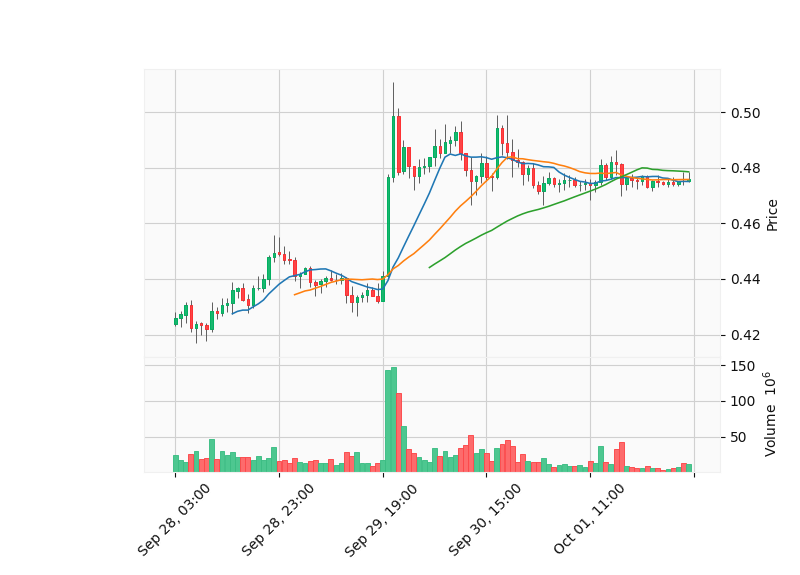 0.50
0.48
0.46
0.44
0.42
Price
150
100
50
Volume 10^6
Sep 28, 03:00
Sep 28, 23:00
Sep 29, 19:00
Sep 30, 15:00
Oct 01, 11:00